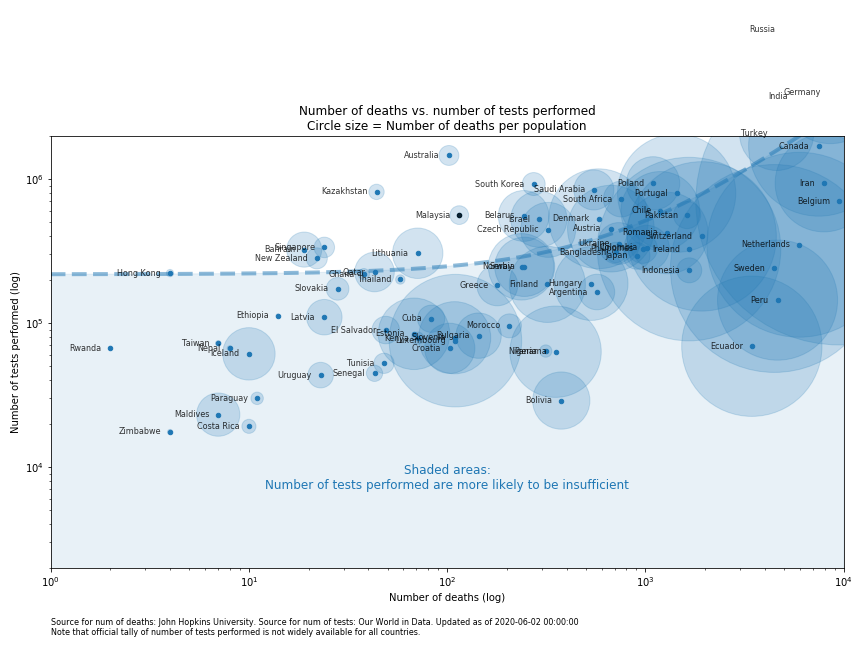 Russia
Germany
India
Number of deaths vs. number of tests performed
Circle size = Number of deaths per population
Turkey
Canada
Australia
10⁶
Kazakhstan
South Korea
Saudi Arabia
Poland
Iran
South Africa
Portugal
Belgium
Malaysia
Belarus
Israel
Denmark
Chile
Pakistan
Czech Republic
Austria
Romania
Switzerland
Bahrain
Singapore
New Zealand
Lithuania
Ukraine
Philippines
Japan
Bangladesh
Ireland
Netherlands
Hong Kong
Ghana
Qatar
Thailand
Norway
Serbia
Indonesia
Sweden
Slovakia
Greece
Finland
Hungary
Argentina
Peru
10⁵
Ethiopia
Latvia
Cuba
El Salvador
Estonia
Kenya
Slovenia
Luxembourg
Bulgaria
Morocco
Croatia
Rwanda
Taiwan
Nepal
Iceland
Nigeria
Panama
Ecuador
Tunisia
Uruguay
Senegal
Paraguay
Bolivia
Maldives
Costa Rica
Zimbabwe
10⁴
Shaded areas:
Number of tests performed are more likely to be insufficient
Number of tests performed (log)
10⁰ 10¹ 10² 10³ 10⁴
Number of deaths (log)
Source for num of deaths: John Hopkins University. Source for num of tests: Our World in Data. Updated as of 2020-06-02 00:00:00
Note that official tally of number of tests performed is not widely available for all countries.